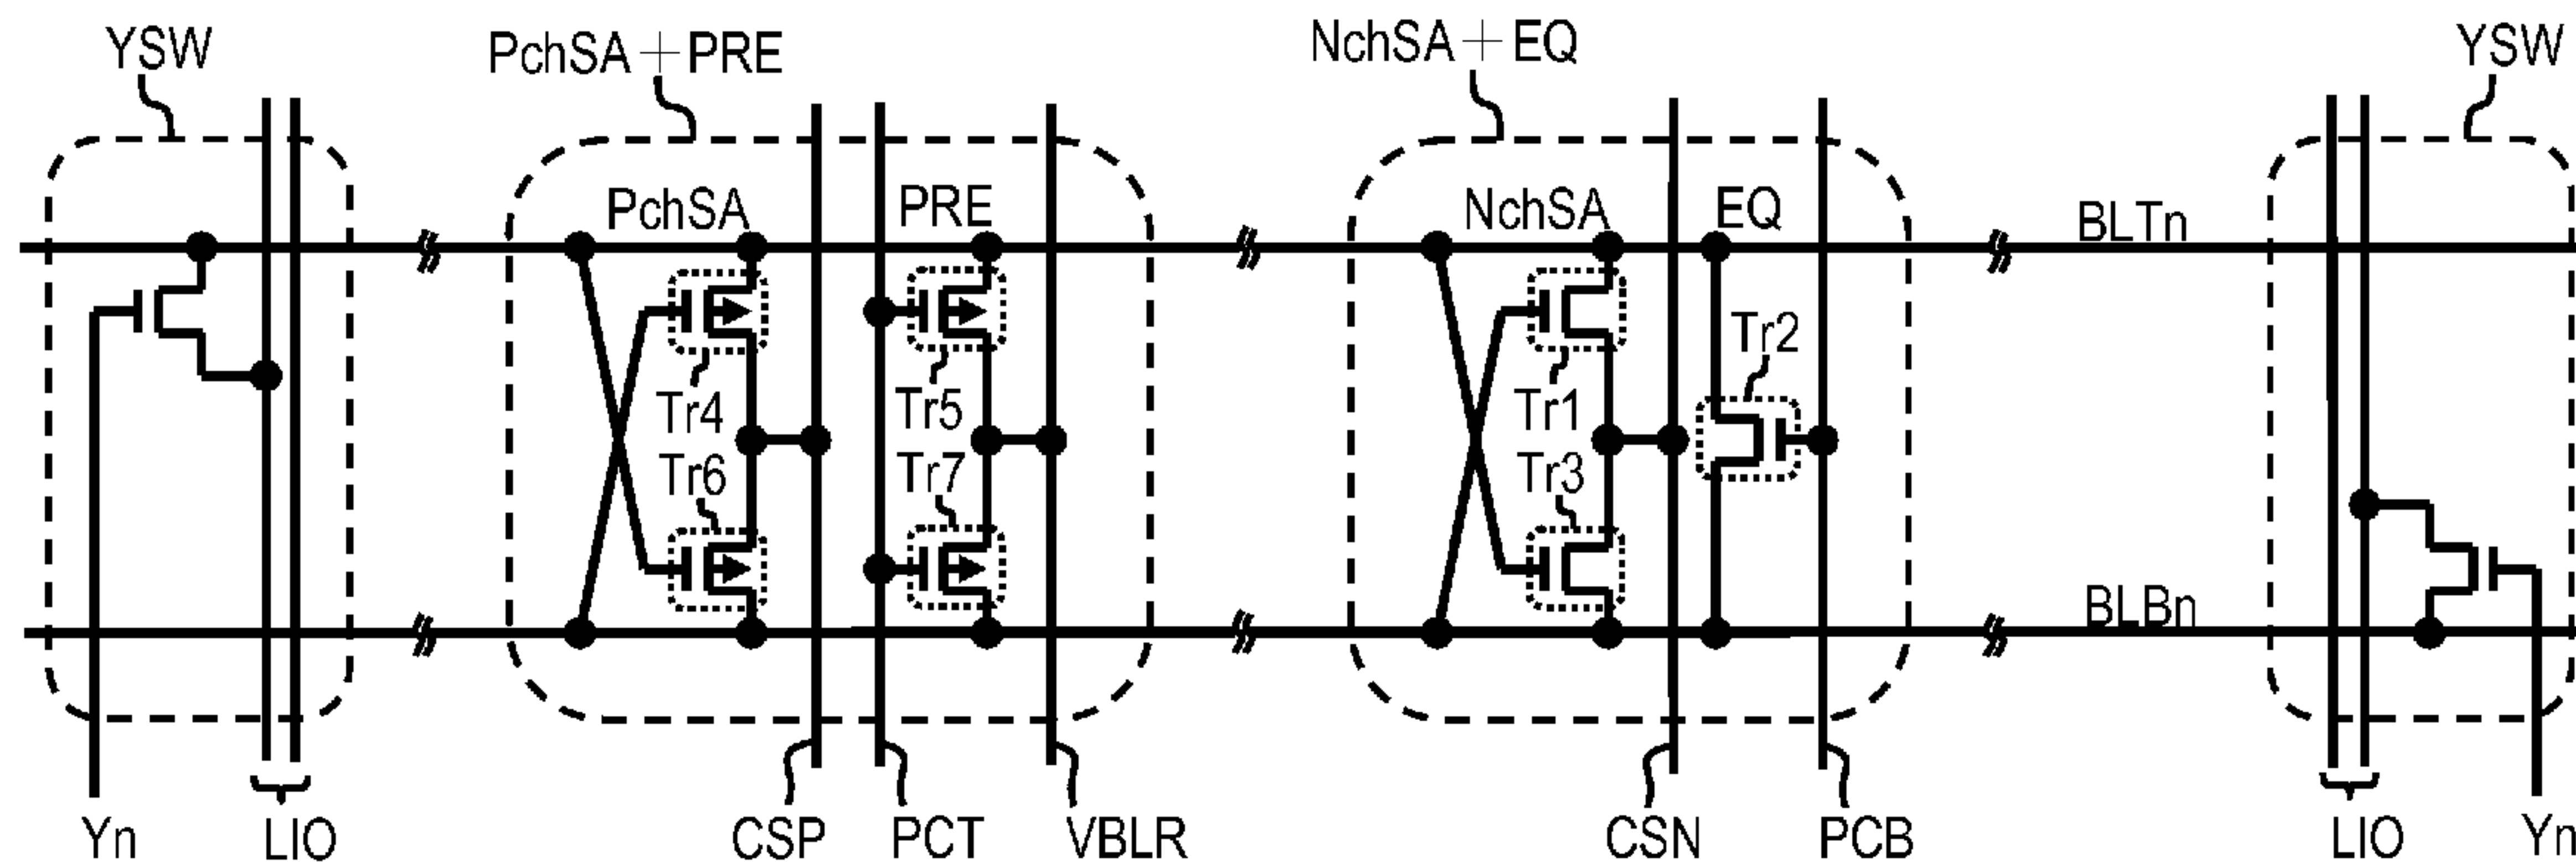 YSW
PchSA+PRE
NchSA+EQ
YSW
PchSA
PRE
NchSA
EQ
BLTn
Tr2
Tr4
Tr5
Tr1
Tr6
Tr7
Tr3
BLBn
Yn
LIO
CSP
PCT
VBLR
CSN
PCB
LIO
Yn